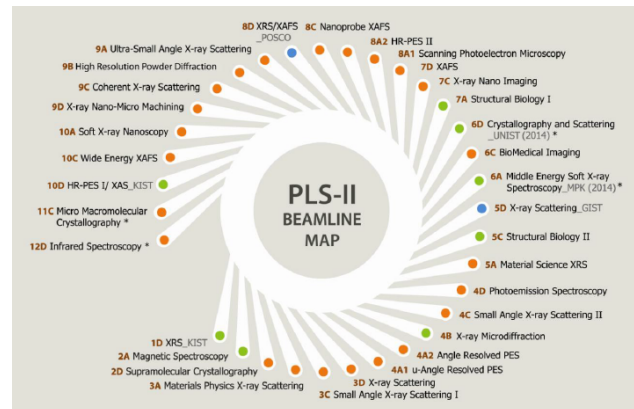 8D XRS/XAFS
_POSCO
8C Nanoprobe XAFS
8A2 HR-PES II
8A1 Scanning Photoelectron Microscopy
7D XAFS
7C X-ray Nano Imaging
7A Structural Biology I
6D Crystallography and Scattering
_UNIST (2014) *
6C BioMedical Imaging
6A Middle Energy Soft X-ray
Spectroscopy_MPK (2014) *
5D X-ray Scattering_GIST
5C Structural Biology II
5A Material Science XRS
4D Photoemission Spectroscopy
4C Small Angle X-ray Scattering II
4B X-ray Microdiffraction
4A2 Angle Resolved PES
4A1 u-Angle Resolved PES
3D X-ray Scattering
3C Small Angle X-ray Scattering I
3A Materials Physics X-ray Scattering
2D Supramolecular Crystallography
2A Magnetic Spectroscopy
1D XRS_KIST
9A Ultra-Small Angle X-ray Scattering
9B High Resolution Powder Diffraction
9C Coherent X-ray Scattering
9D X-ray Nano-Micro Machining
10A Soft X-ray Nanoscopy
10C Wide Energy XAFS
10D HR-PES I/ XAS_KIST
11C Micro Macromolecular
Crystallography *
12D Infrared Spectroscopy *
PLS-II
BEAMLINE
MAP